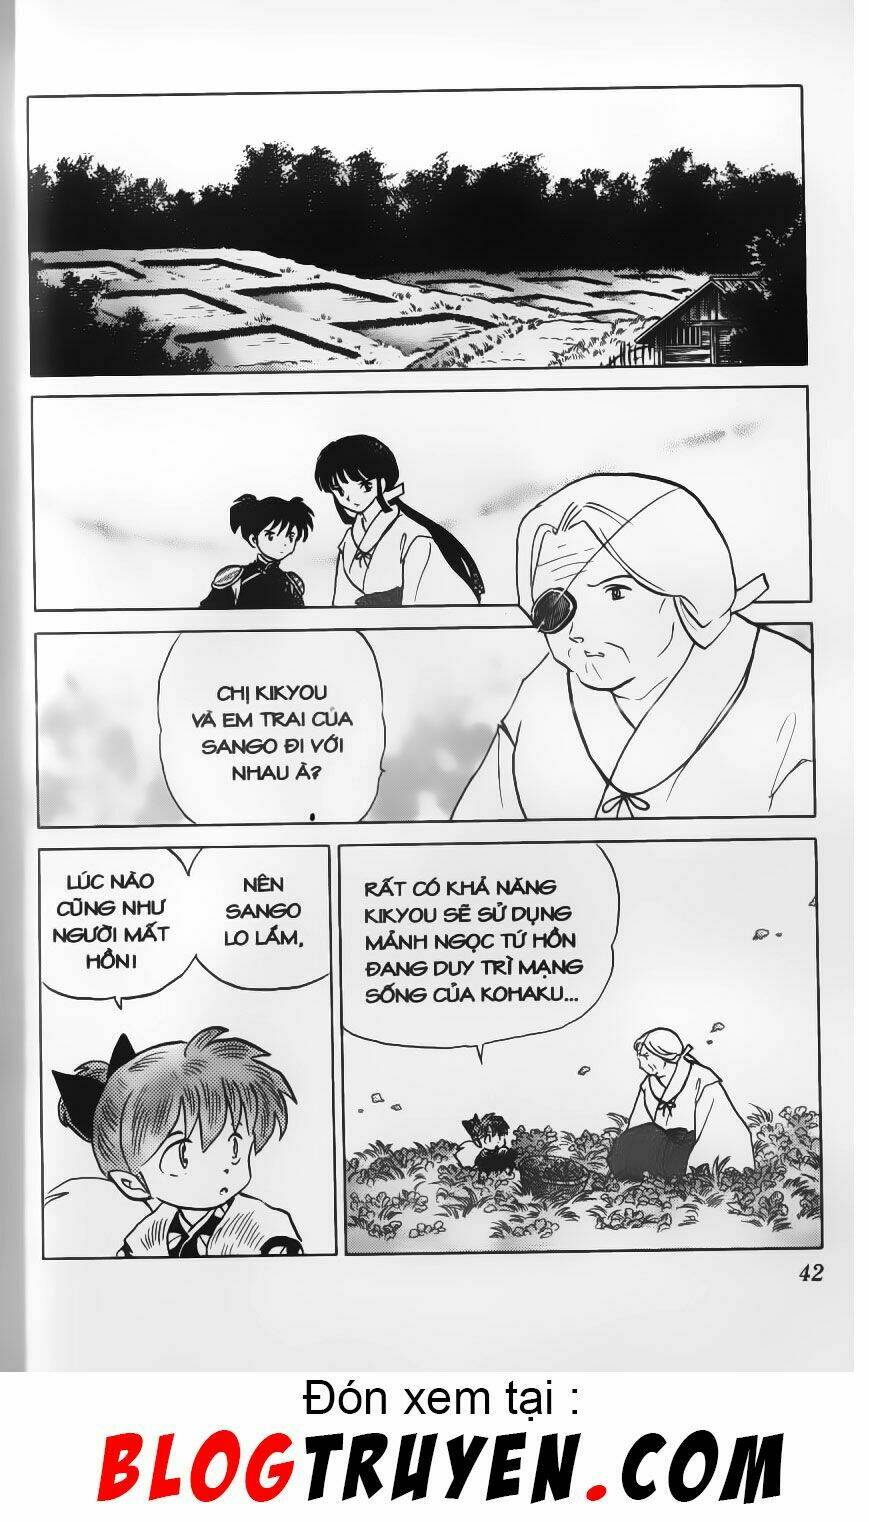 CHỊ KIKYOU
VÀ EM TRAI CỦA
SANGO ĐI VỚI
NHAU À?
NÊN
SANGO
LO LẮM,
LÚC NÀO
CŨNG NHƯ
NGƯỜI MẤT
HỒN!
RẤT CÓ KHẢ NĂNG
KIKYOU SẼ SỬ DỤNG
MẢNH NGỌC TỨ HỒN
ĐANG DUY TRÌ MẠNG
SỐNG CỦA KOHAKU...
42
Đón xem tại :
BLOGTRUYEN.COM